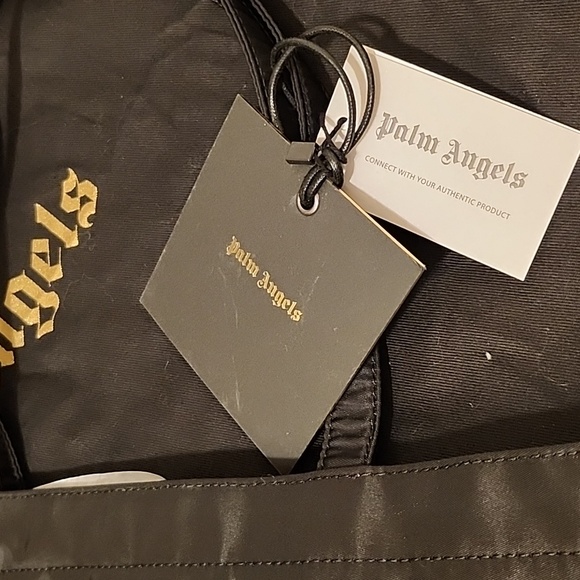 Palm Angels
CONNECT WITH YOUR AUTHENTIC PRODUCT
Palm Angels
ngels